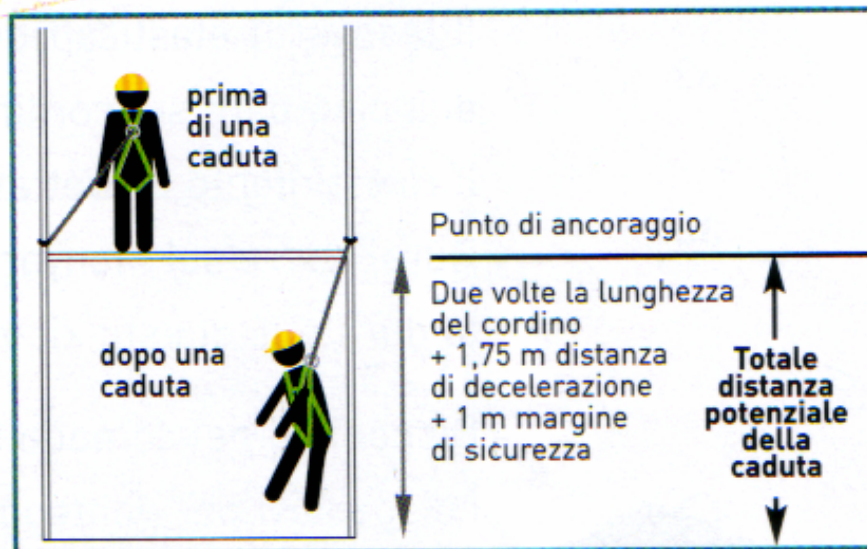 prima
di una
caduta
Punto di ancoraggio
Due volte la lunghezza
del cordino
+ 1,75 m distanza
di decelerazione
+ 1 m margine
di sicurezza
dopo una
caduta
Totale
distanza
potenziale
della
caduta